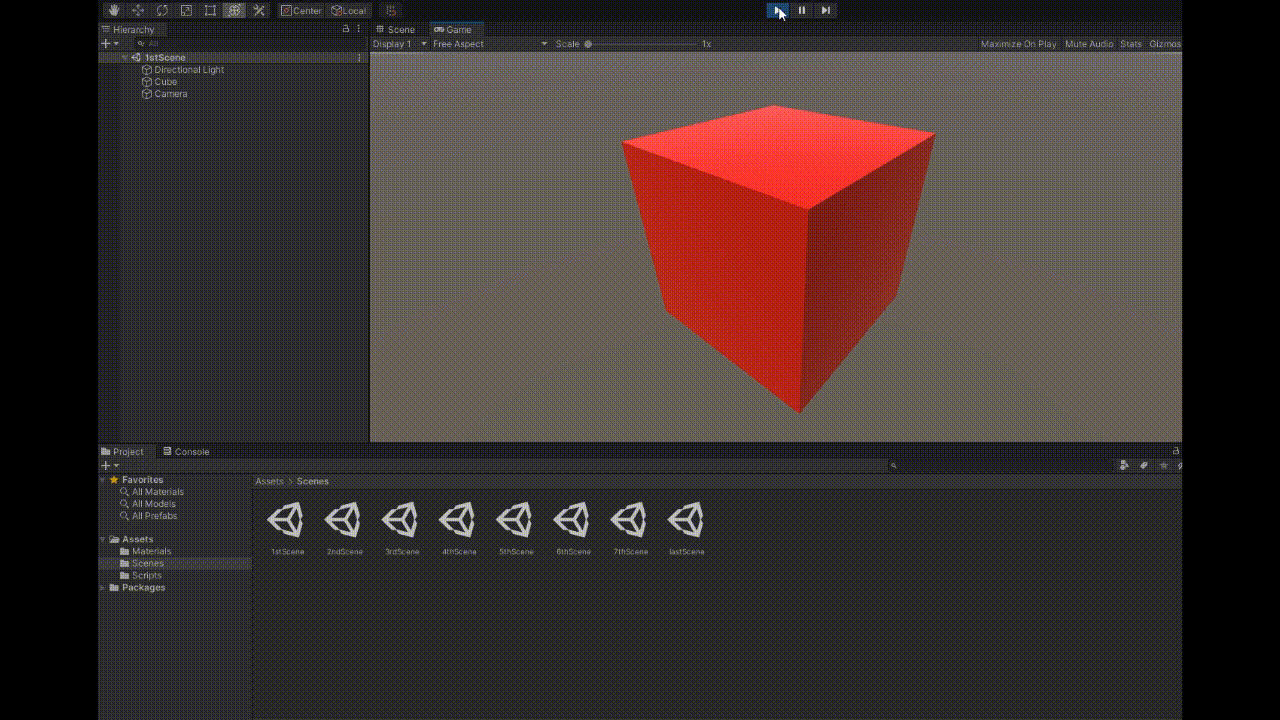 Center Local
Hierarchy
Scene Game
All
Display 1 Free Aspect Scale 1x Maximize On Play Mute Audio Stats Gizmos
1stScene
Directional Light
Cube
Camera
Project Console
Favorites
All Materials
All Models
All Prefabs
Assets
Materials
Scenes
Scripts
Packages
Assets > Scenes
1stScene 2ndScene 3rdScene 4thScene 5thScene 6thScene 7thScene lastScene